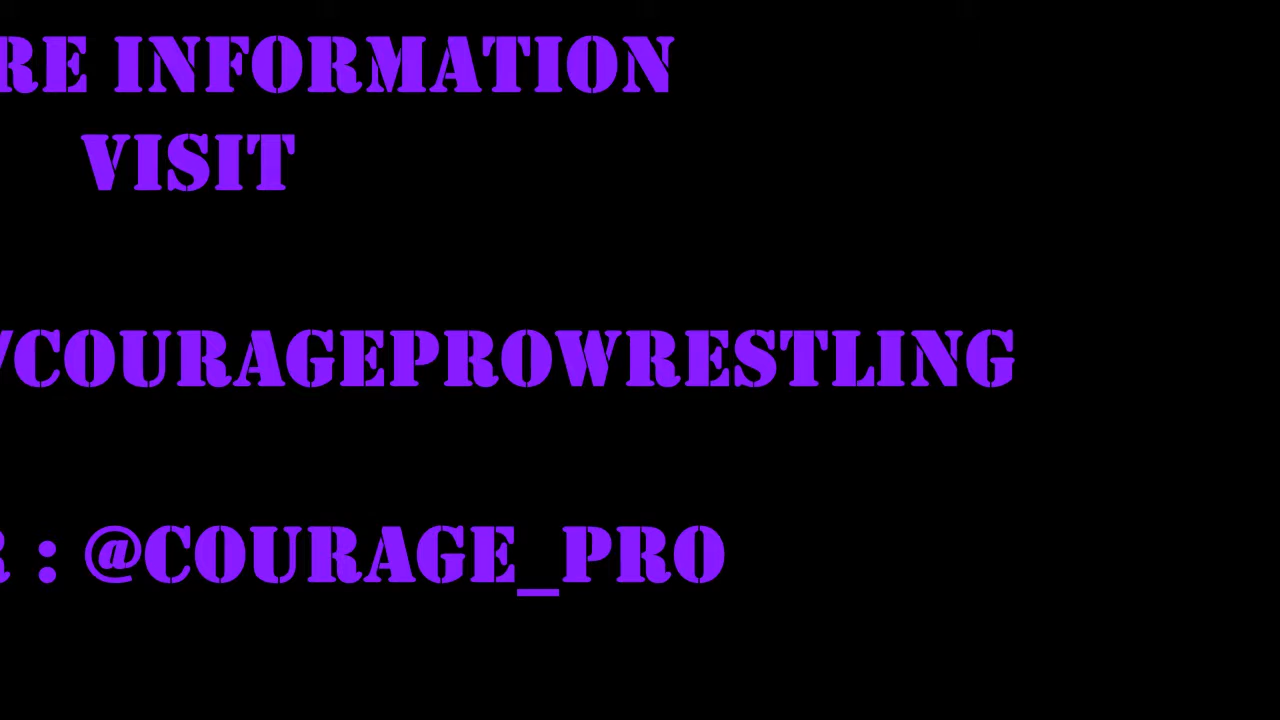 RE INFORMATION
VISIT
/COURAGEPROWRESTLING
R : @COURAGE_PRO